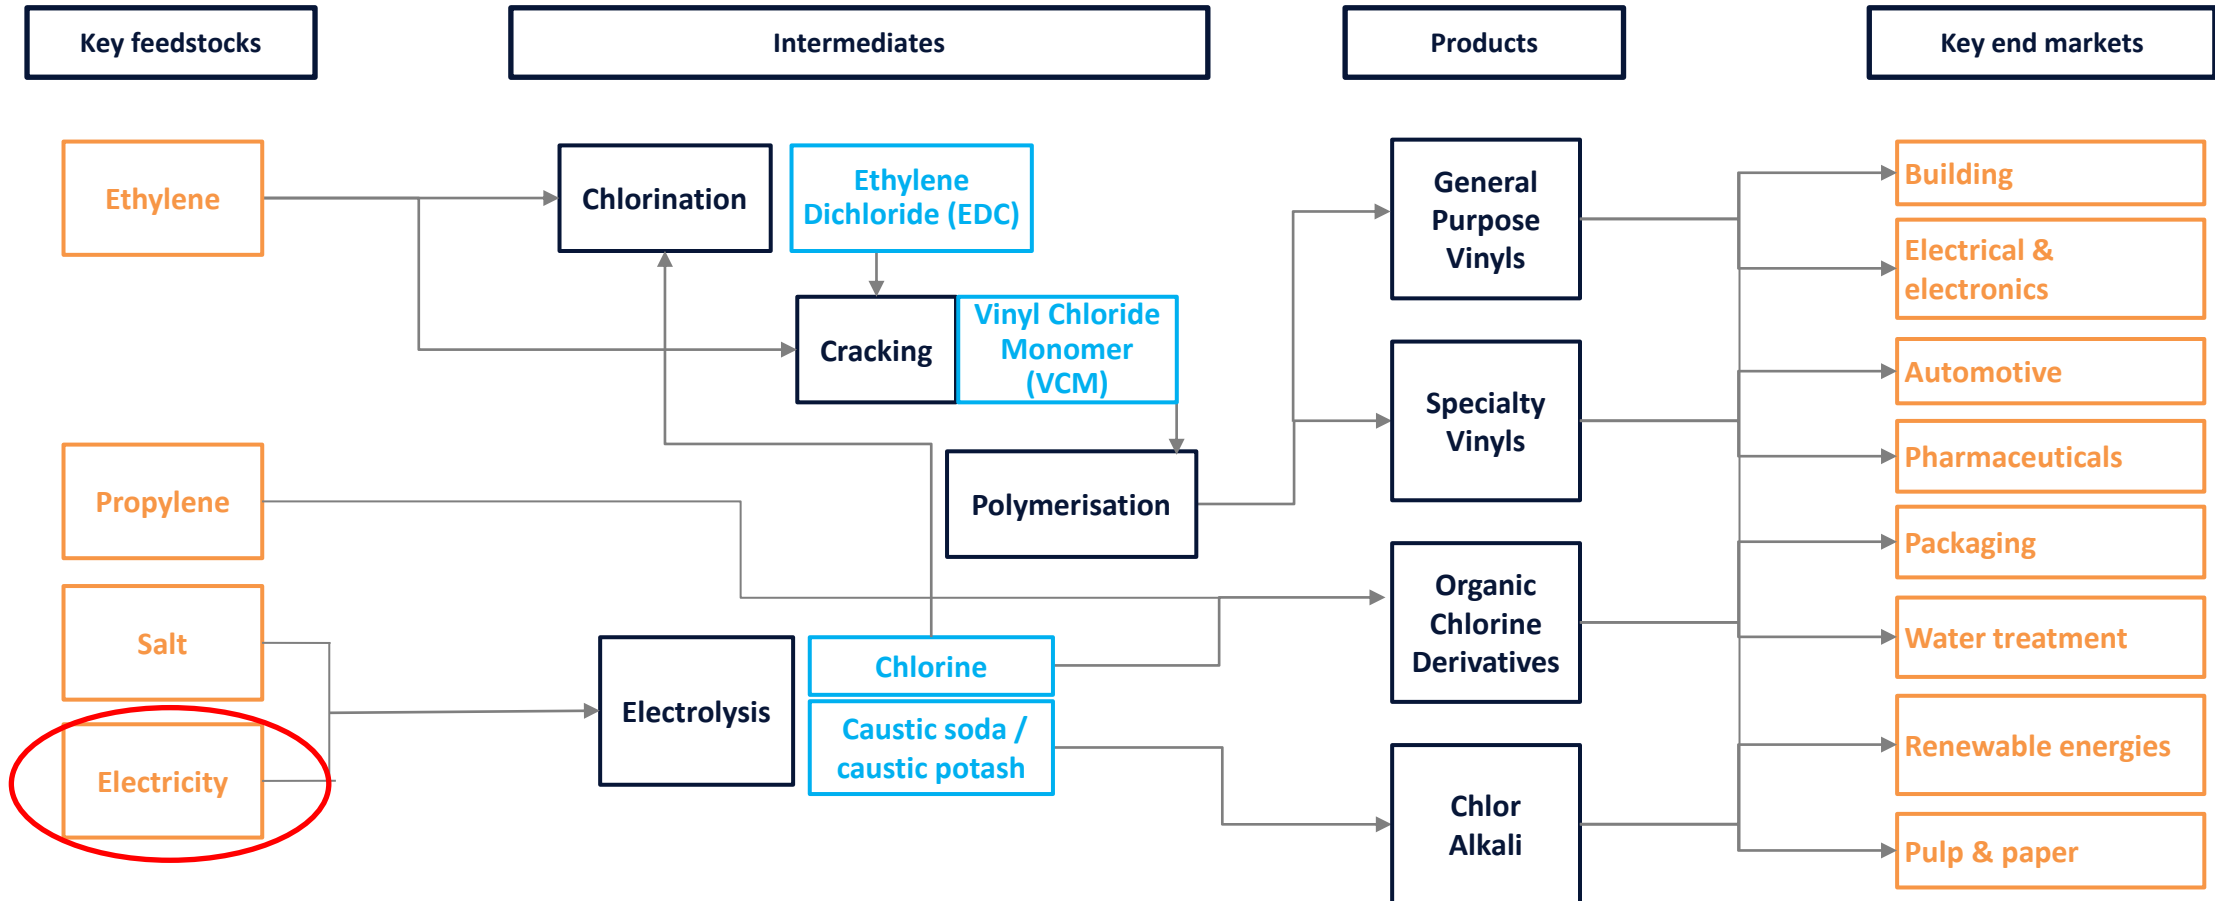 Key feedstocks
Intermediates
Products
Key end markets
Ethylene
Propylene
Salt
Electricity
Chlorination
Ethylene
Dichloride (EDC)
Cracking
Vinyl Chloride
Monomer
(VCM)
Polymerisation
Electrolysis
Chlorine
Caustic soda /
caustic potash
General
Purpose
Vinyls
Specialty
Vinyls
Organic
Chlorine
Derivatives
Chlor
Alkali
Building
Electrical &
electronics
Automotive
Pharmaceuticals
Packaging
Water treatment
Renewable energies
Pulp & paper